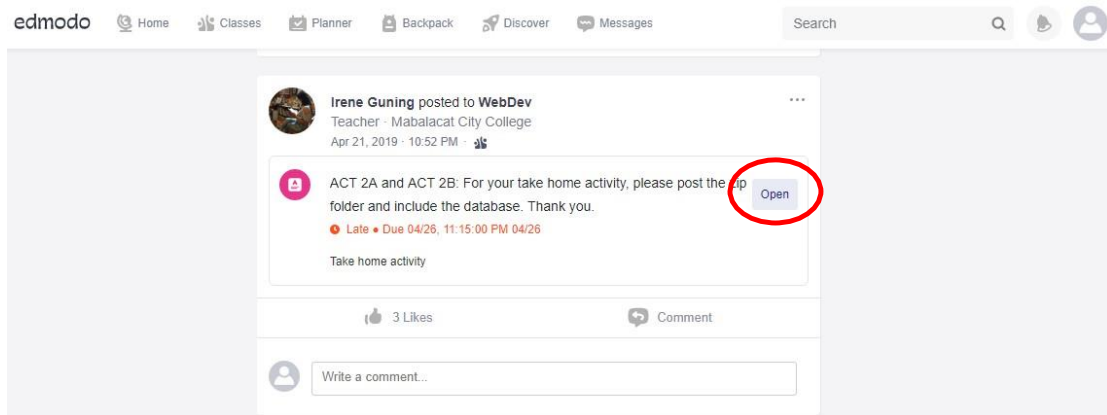 edmodo Home Classes Planner Backpack Discover Messages Search
Irene Guning posted to WebDev
Teacher · Mabalacat City College
Apr 21, 2019 · 10:52 PM ·
ACT 2A and ACT 2B: For your take home activity, please post the zip
folder and include the database. Thank you.
Open
Late • Due 04/26, 11:15:00 PM 04/26
Take home activity
3 Likes Comment
Write a comment...